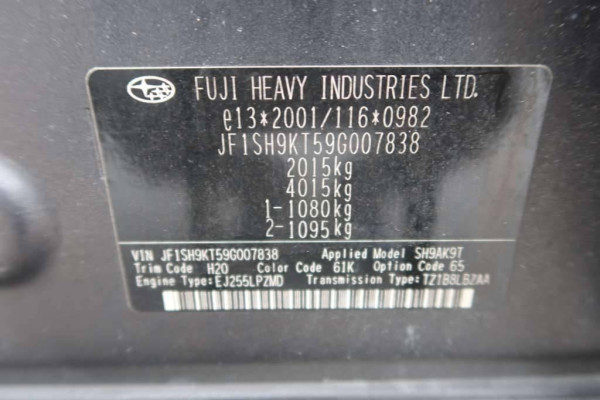 FUJI HEAVY INDUSTRIES LTD.
e13*2001/116*0982
JF1SH9KT59G007838
2015kg
4015kg
1-1080kg
2-1095kg
VIN JF1SH9KT59G007838 Applied Model SH9AK9T
Trim Code H20 Color Code 61K Option Code 65
Engine Type:EJ255LPZMD Transmission Type:TZ1B8LBZAA